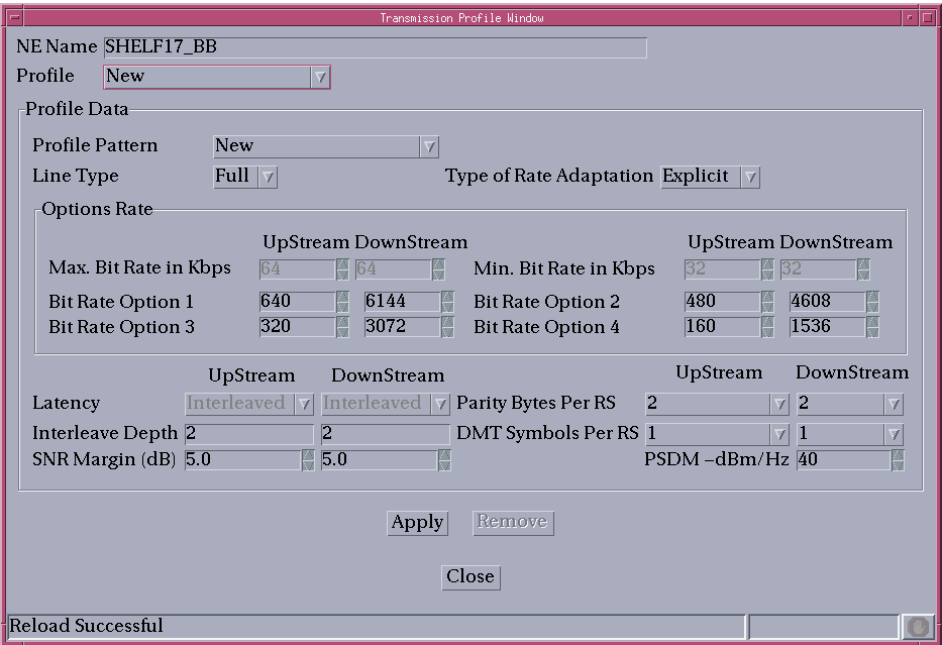 Transmission Profile Window
NE Name SHELF17_BB
Profile New
Profile Data
Profile Pattern New
Line Type Full Type of Rate Adaptation Explicit
Options Rate
UpStream DownStream UpStream DownStream
Max. Bit Rate in Kbps 64 64 Min. Bit Rate in Kbps 32 32
Bit Rate Option 1 640 6144 Bit Rate Option 2 480 4608
Bit Rate Option 3 320 3072 Bit Rate Option 4 160 1536
UpStream DownStream UpStream DownStream
Latency Interleaved Interleaved Parity Bytes Per RS 2 2
Interleave Depth 2 2 DMT Symbols Per RS 1 1
SNR Margin (dB) 5.0 5.0 PSDM –dBm/Hz 40
Apply Remove
Close
Reload Successful